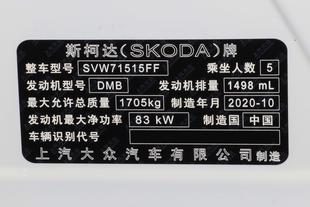 斯柯达(SKODA)牌
整车型号 SVW71515FF 乘坐人数 5
发动机型号 DMB 发动机排量 1498 mL
最大允许总质量 1705kg 制造年月 2020-10
发动机最大净功率 83 kW 制造国 中国
车辆识别代号
上汽大众汽车有限公司 制造